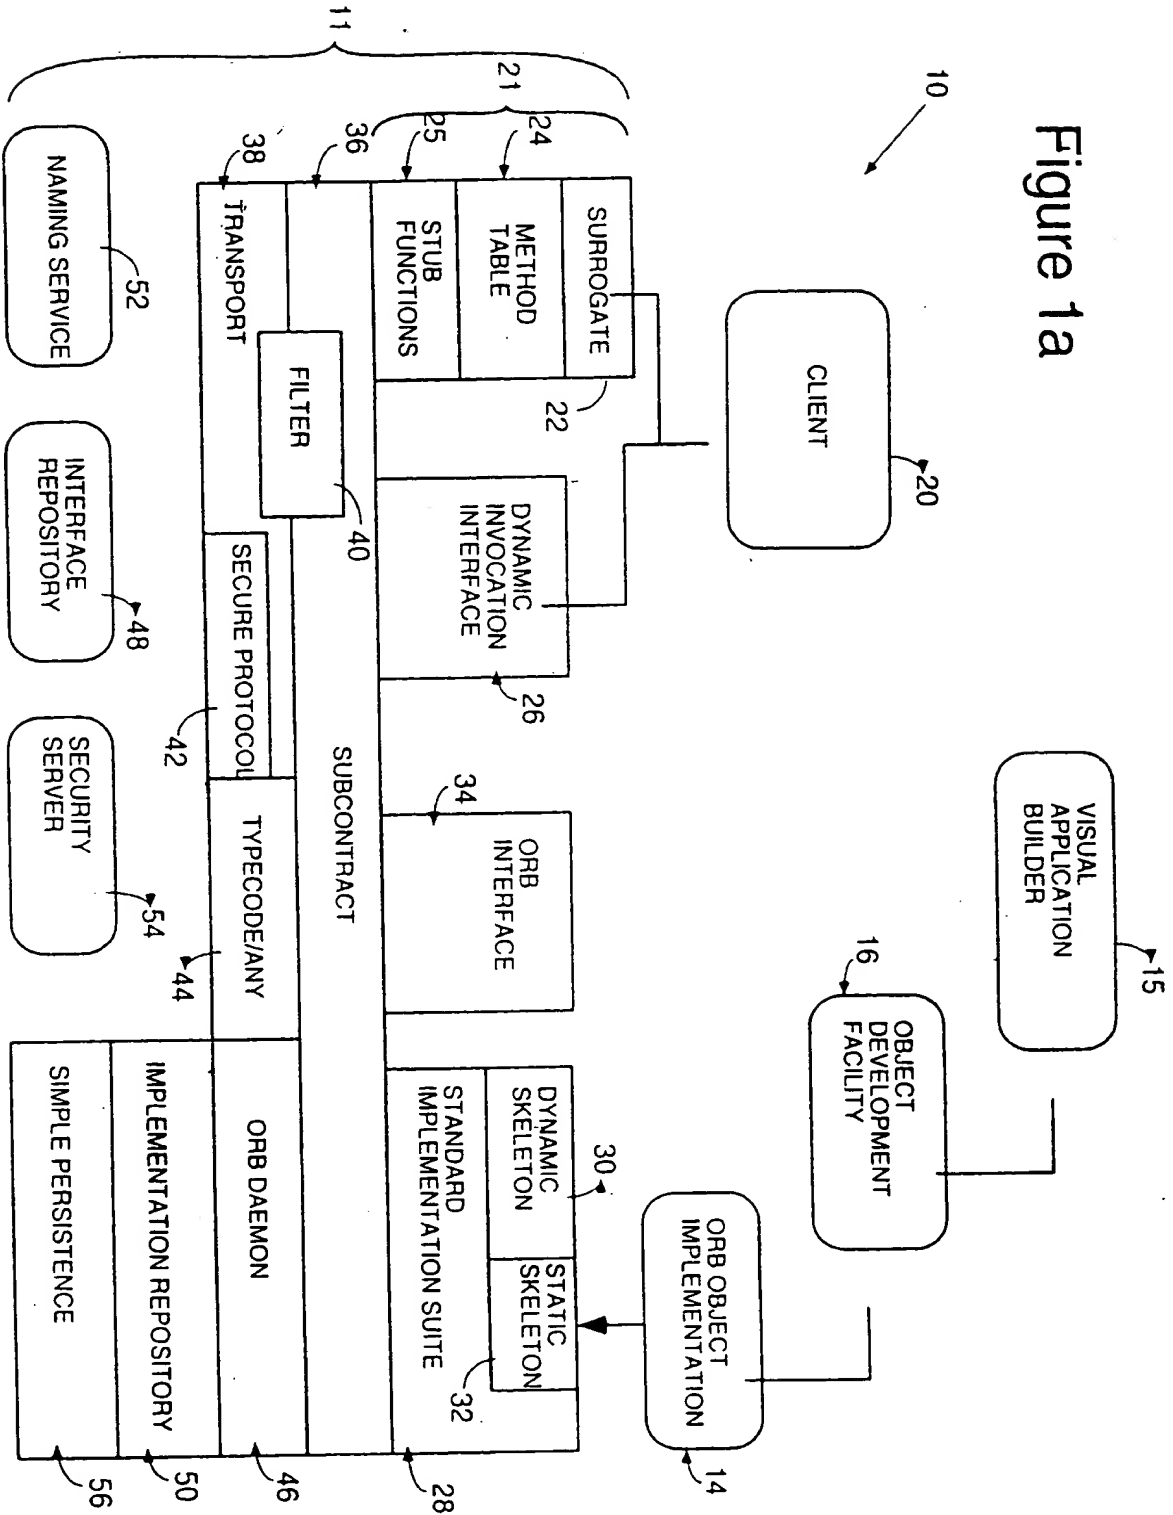 Figure 1a
10
CLIENT
20
VISUAL
APPLICATION
BUILDER
15
16
OBJECT
DEVELOPMENT
FACILITY
ORB OBJECT
IMPLEMENTATION
14
11
21
SURROGATE
22
24
METHOD
TABLE
25
STUB
FUNCTIONS
DYNAMIC
INVOCATION
INTERFACE
26
34
ORB
INTERFACE
30
DYNAMIC
SKELETON
STATIC
SKELETON
32
STANDARD
IMPLEMENTATION SUITE
28
36
SUBCONTRACT
38
TRANSPORT
FILTER
40
SECURE PROTOCOL
42
TYPECODE/ANY
44
ORB DAEMON
46
IMPLEMENTATION REPOSITORY
50
SIMPLE PERSISTENCE
56
NAMING SERVICE
52
INTERFACE
REPOSITORY
48
SECURITY
SERVER
54